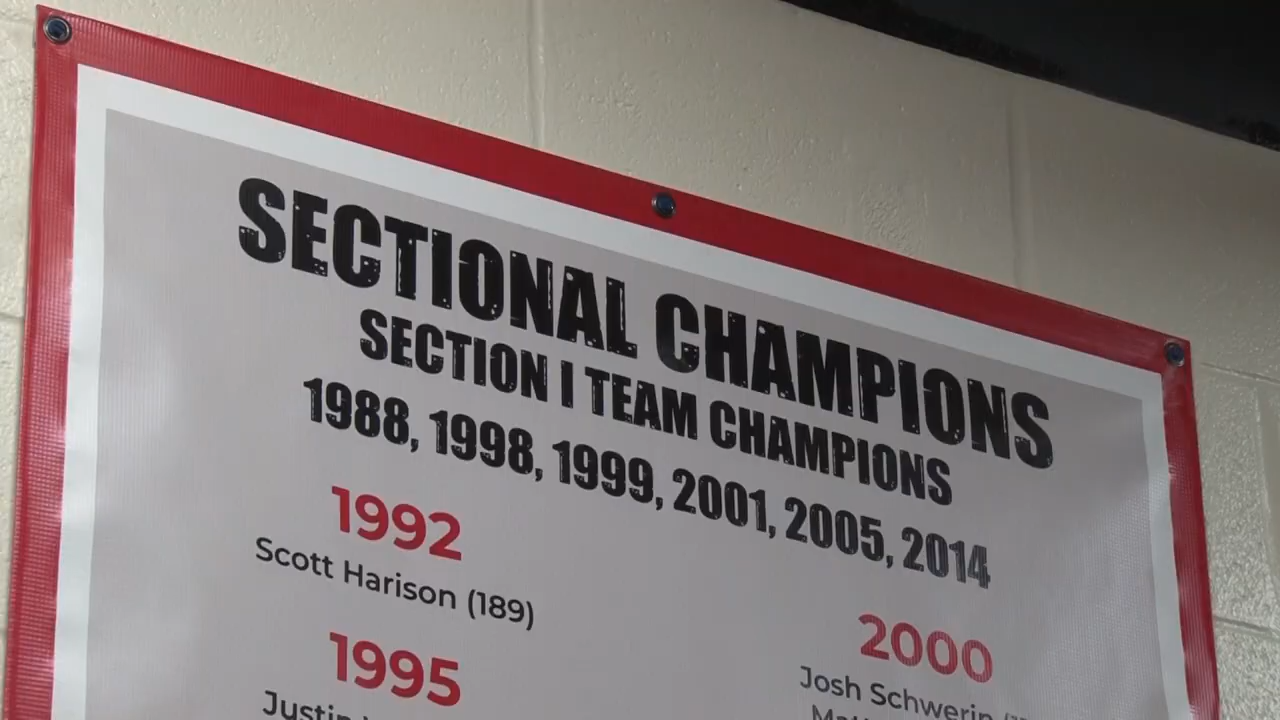 SECTIONAL CHAMPIONS
SECTION I TEAM CHAMPIONS
1988, 1998, 1999, 2001, 2005, 2014
1992
Scott Harison (189)
1995
Justin
2000
Josh Schwerin